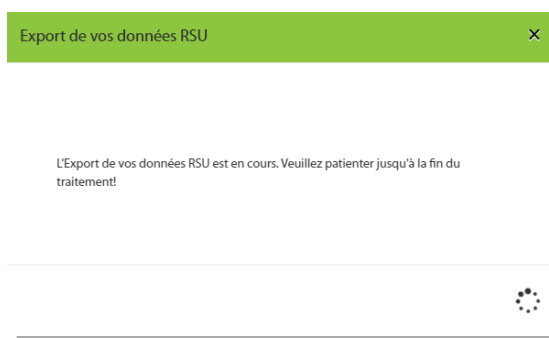 Export de vos données RSU
L'Export de vos données RSU est en cours. Veuillez patienter jusqu'à la fin du
traitement!